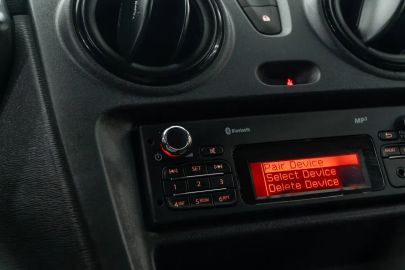 Bluetooth
MP3
Pair Device
Select Device
Delete Device
SET
1 2 3
4 5 6